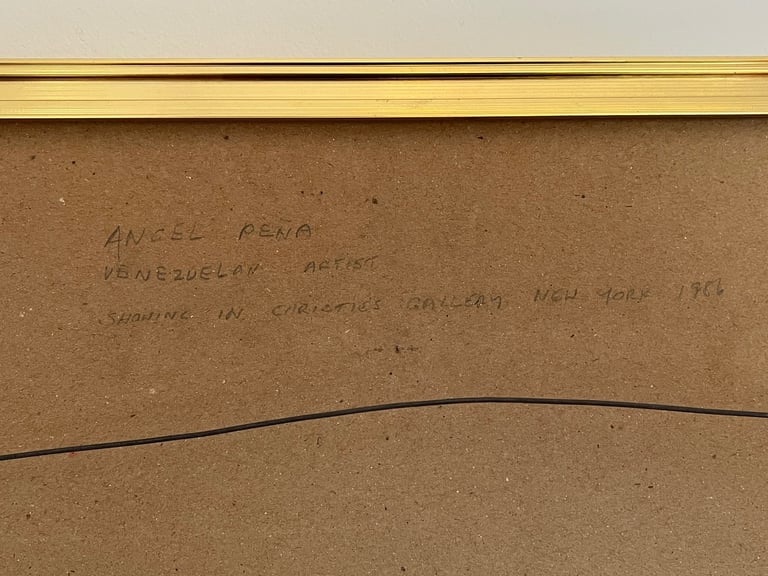 ANGEL PEÑA
VENEZUELAN ARTIST
SHOWING IN CHRISTIE'S GALLERY NEW YORK 1986